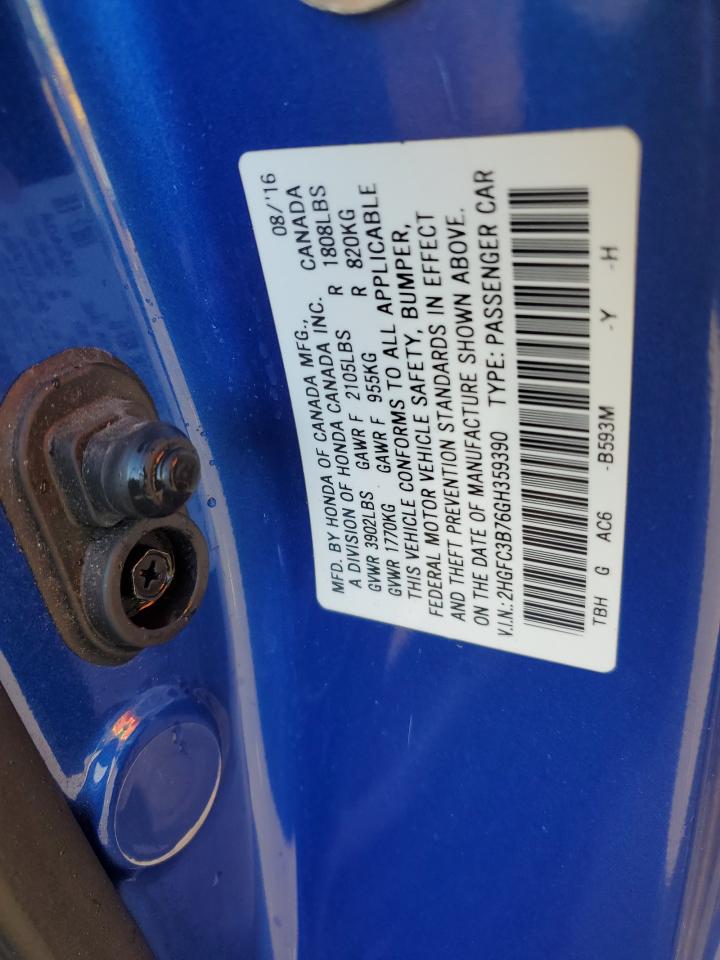 08/'16
MFD. BY HONDA OF CANADA MFG., CANADA
A DIVISION OF HONDA CANADA INC.
GVWR 3902LBS GAWR F 2105LBS R 1808LBS
GVWR 1770KG GAWR F 955KG R 820KG
THIS VEHICLE CONFORMS TO ALL APPLICABLE
FEDERAL MOTOR VEHICLE SAFETY, BUMPER,
AND THEFT PREVENTION STANDARDS IN EFFECT
ON THE DATE OF MANUFACTURE SHOWN ABOVE.
V.I.N.: 2HGFC3B76GH359390 TYPE: PASSENGER CAR
TBH G AC6 -B593M -Y -H